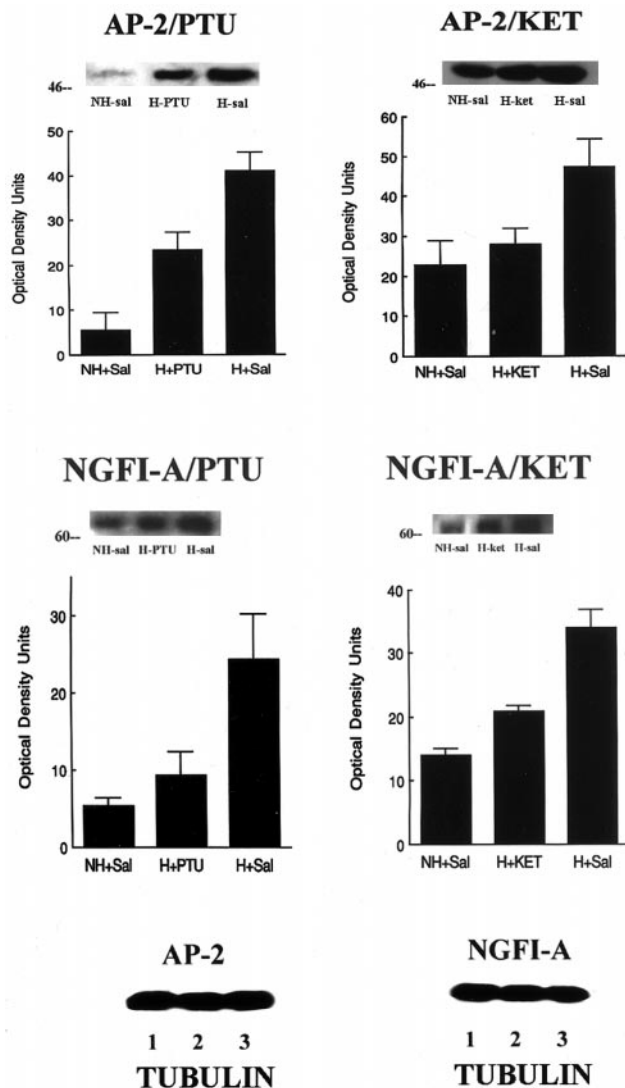 AP-2/PTU
46--
NH-sal H-PTU H-sal
Optical Density Units
50
40
30
20
10
0
NH+Sal H+PTU H+Sal
AP-2/KET
46--
NH-sal H-ket H-sal
Optical Density Units
60
50
40
30
20
10
0
NH+Sal H+KET H+Sal
NGFI-A/PTU
60--
NH-sal H-PTU H-sal
Optical Density Units
30
20
10
0
NH+Sal H+PTU H+Sal
NGFI-A/KET
60--
NH-sal H-ket H-sal
Optical Density Units
40
30
20
10
0
NH+Sal H+KET H+Sal
AP-2
1 2 3
TUBULIN
NGFI-A
1 2 3
TUBULIN